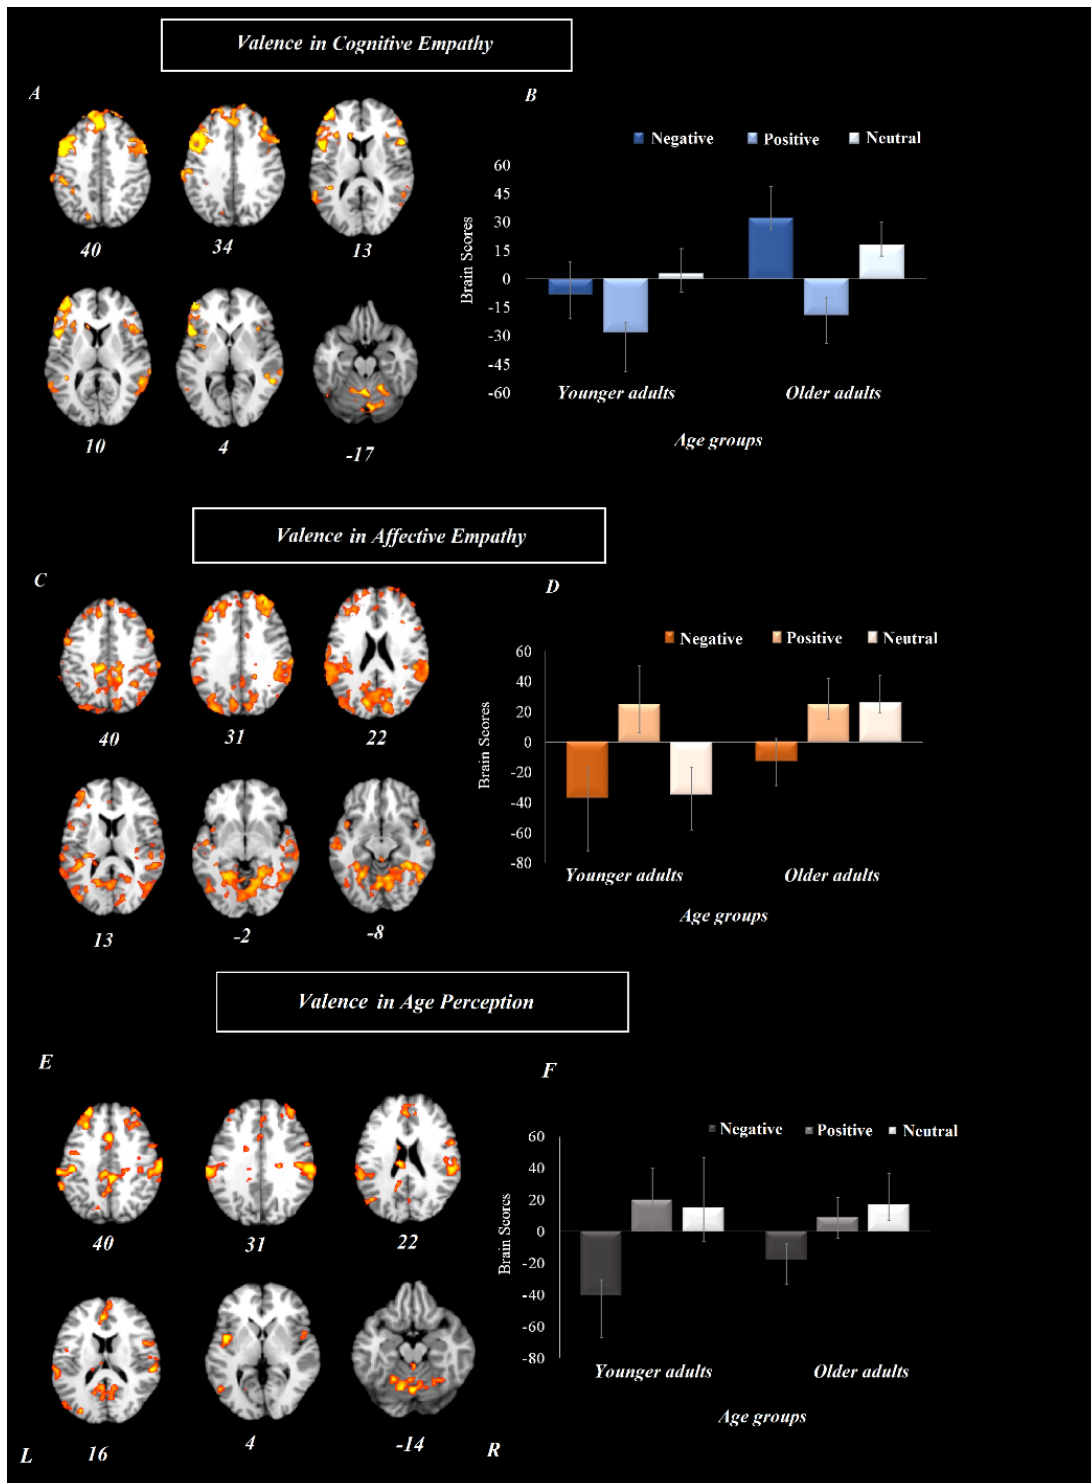 Valence in Cognitive Empathy
A
40
34
13
10
4
-17
B
Negative
Positive
Neutral
Brain Scores
60
45
30
15
0
-15
-30
-45
-60
Younger adults
Older adults
Age groups
Valence in Affective Empathy
C
40
31
22
13
-2
-8
D
Negative
Positive
Neutral
Brain Scores
60
40
20
0
-20
-40
-60
-80
Younger adults
Older adults
Age groups
Valence in Age Perception
E
40
31
22
16
4
-14
L
R
F
Negative
Positive
Neutral
Brain Scores
60
40
20
0
-20
-40
-60
-80
Younger adults
Older adults
Age groups